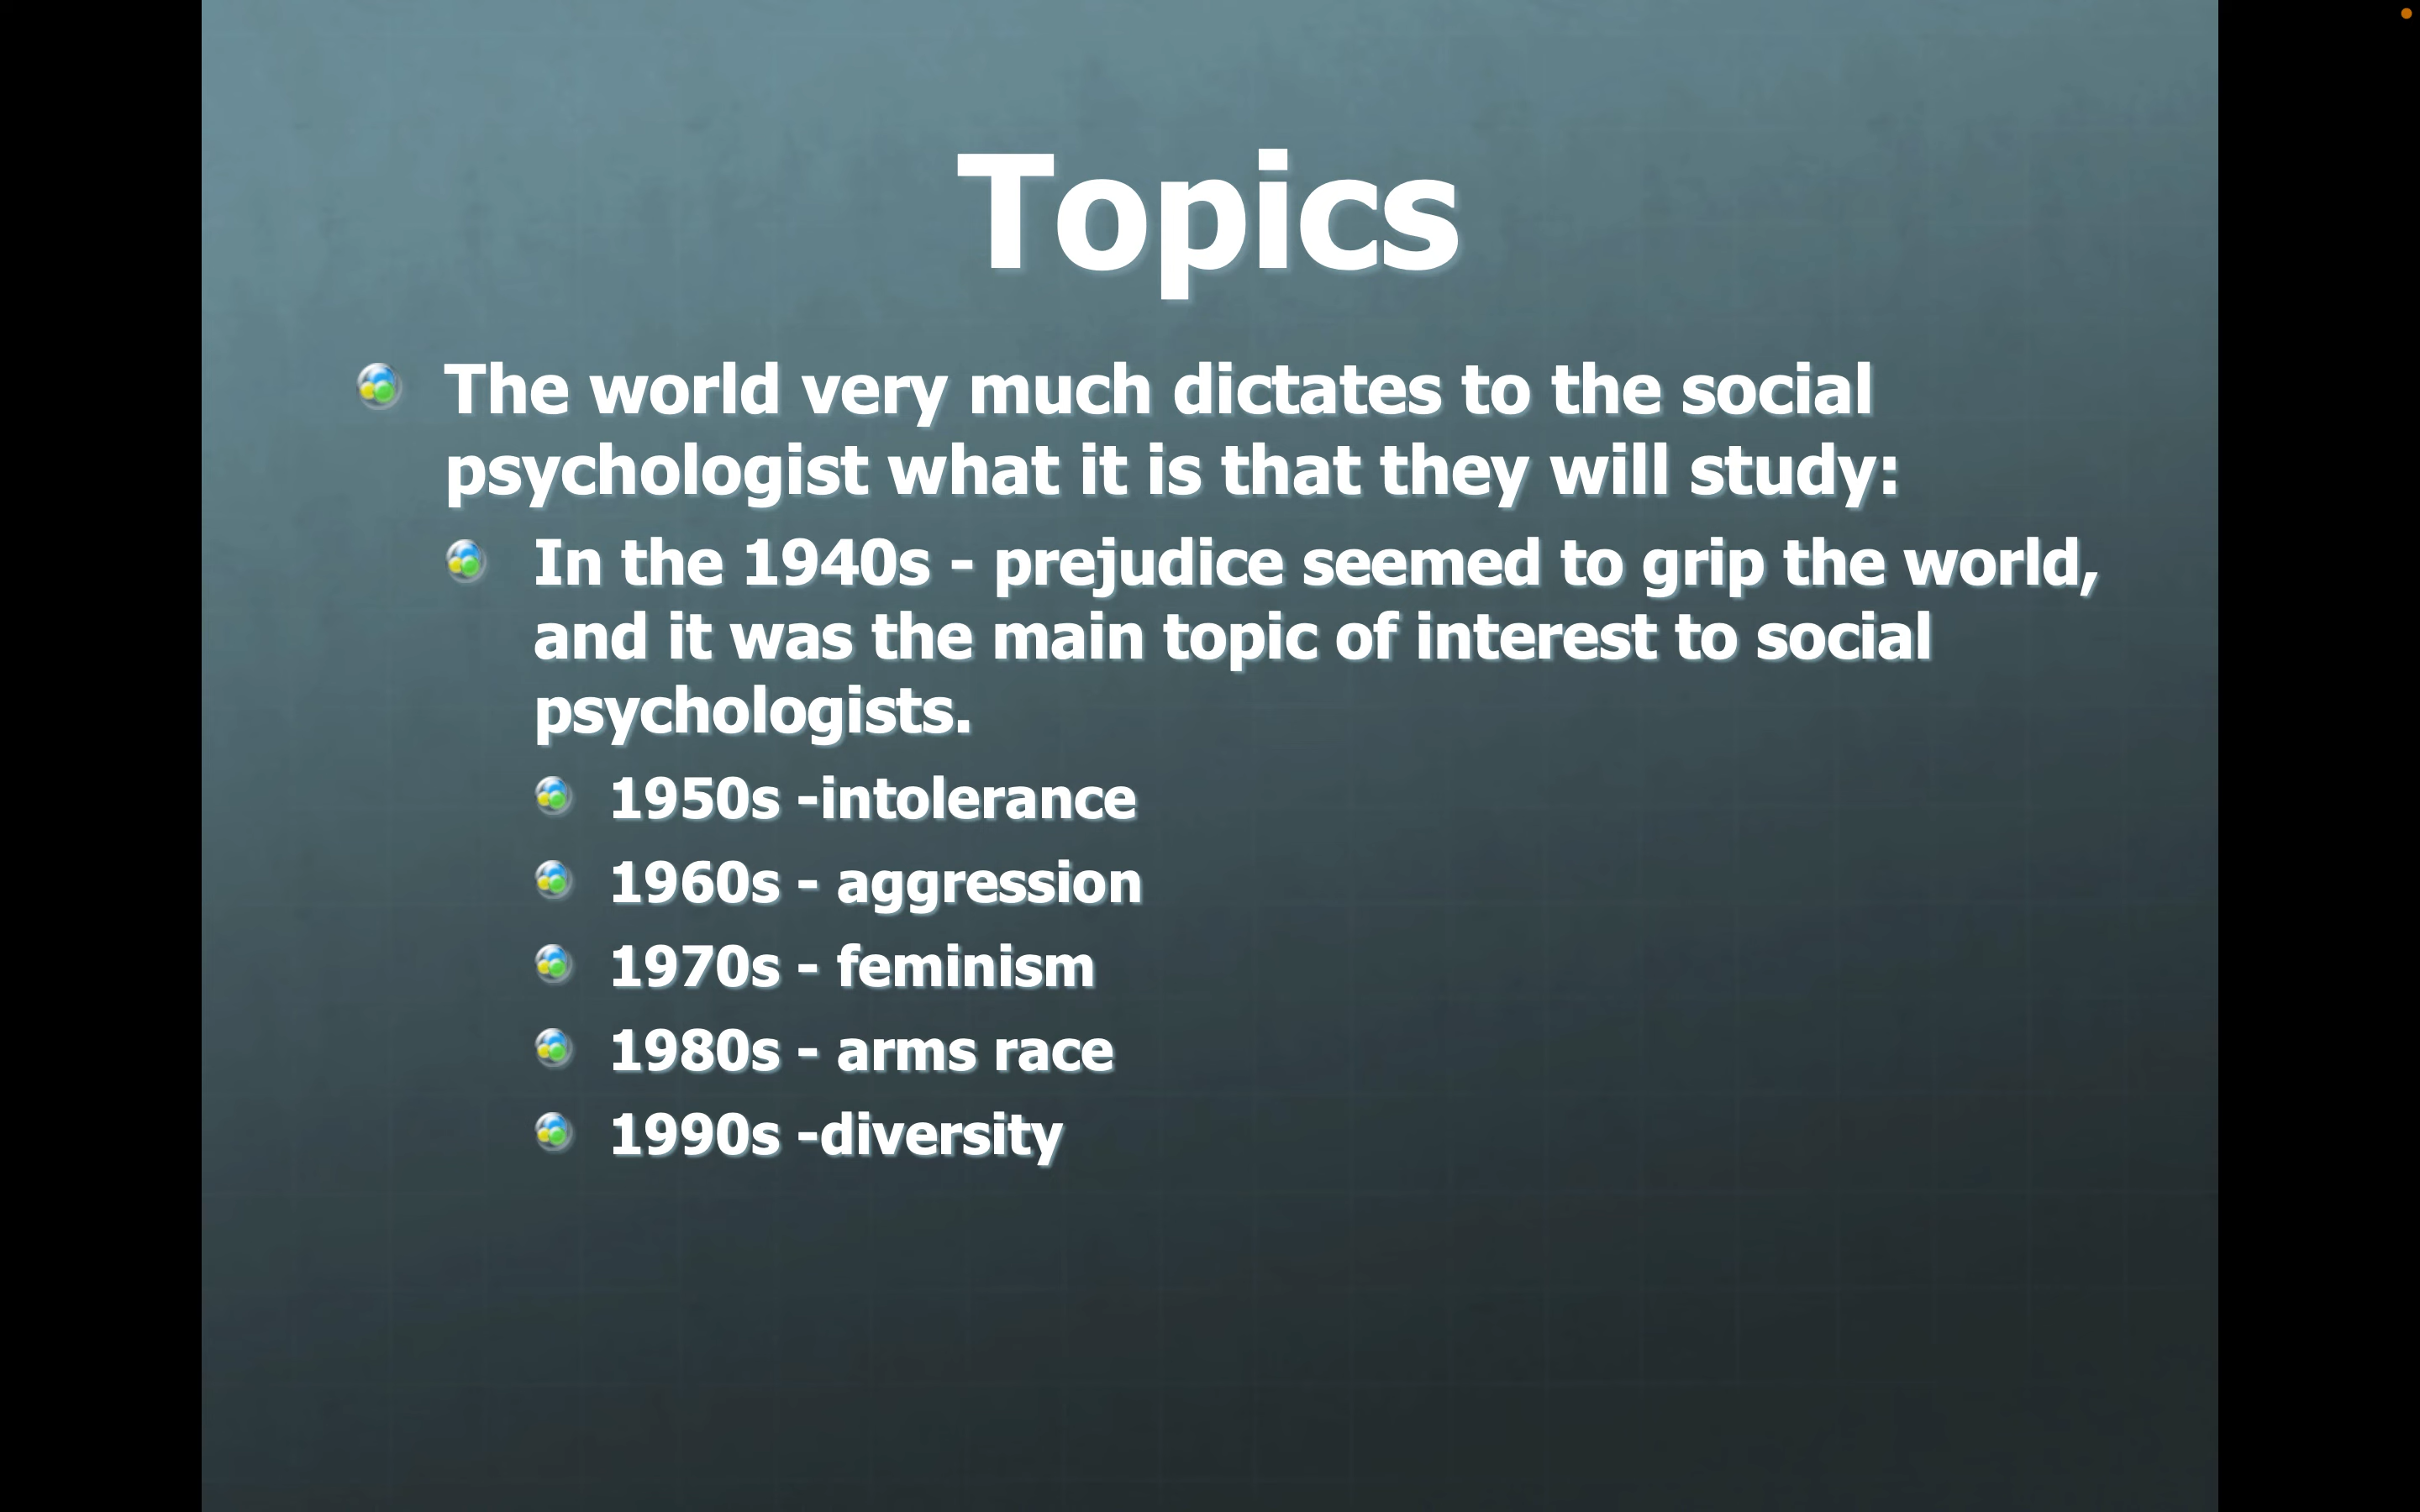 Topics
The world very much dictates to the social
psychologist what it is that they will study:
In the 1940s - prejudice seemed to grip the world,
and it was the main topic of interest to social
psychologists.
1950s -intolerance
1960s - aggression
1970s - feminism
1980s - arms race
1990s -diversity